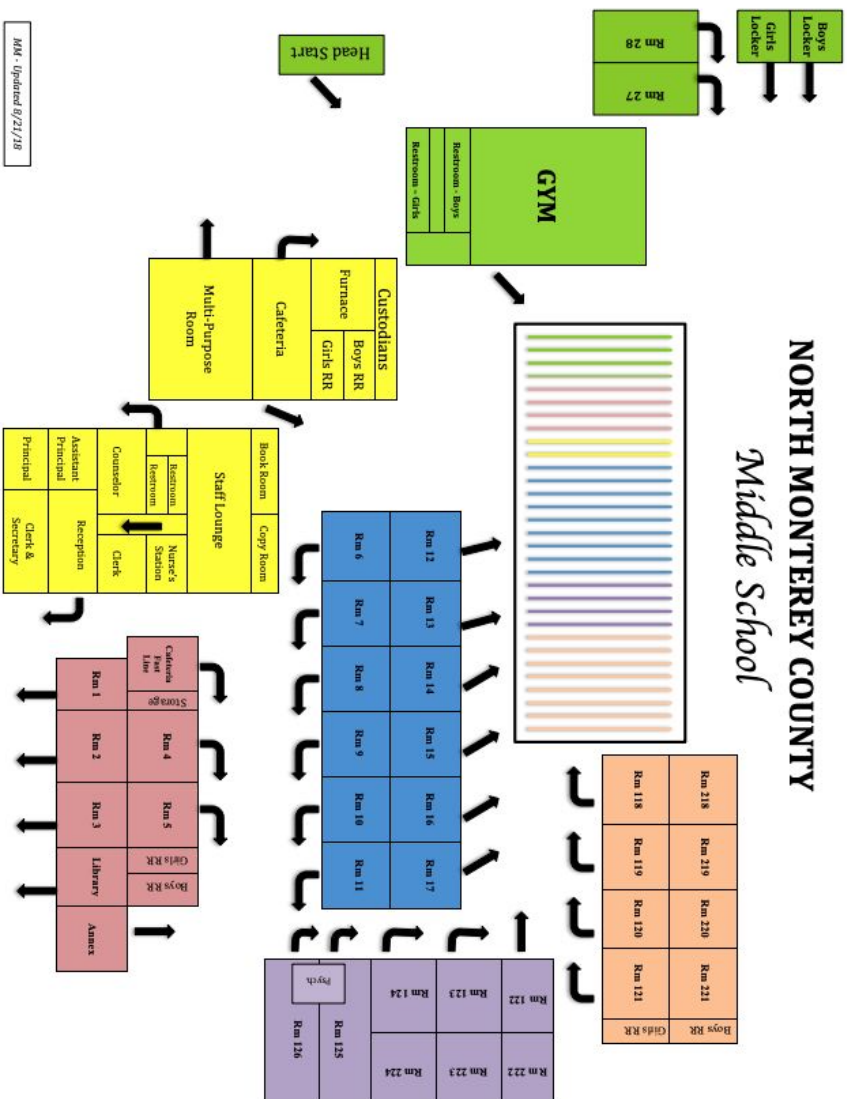 NORTH MONTEREY COUNTY
Middle School
Boys
Locker
Girls
Locker
Rm 28
Rm 27
Head Start
GYM
Restroom - Boys
Restroom – Girls
Custodians
Furnace
Boys RR
Girls RR
Cafeteria
Multi-Purpose
Room
Book Room
Copy Room
Staff Lounge
Restroom
Restroom
Nurse's
Station
Counselor
Clerk
Assistant
Principal
Reception
Principal
Clerk &
Secretary
Rm 12
Rm 13
Rm 14
Rm 15
Rm 16
Rm 17
Rm 6
Rm 7
Rm 8
Rm 9
Rm 10
Rm 11
Rm 218
Rm 219
Rm 220
Rm 221
Boys RR
Rm 118
Rm 119
Rm 120
Rm 121
Girls RR
Rm 122
Rm 222
Rm 123
Rm 223
Rm 124
Rm 224
Psych
Rm 125
Rm 126
Cafeteria
Fast
Line
Storage
Rm 4
Rm 5
Girls RR
Boys RR
Rm 1
Rm 2
Rm 3
Library
Annex
MM - Updated 8/21/18